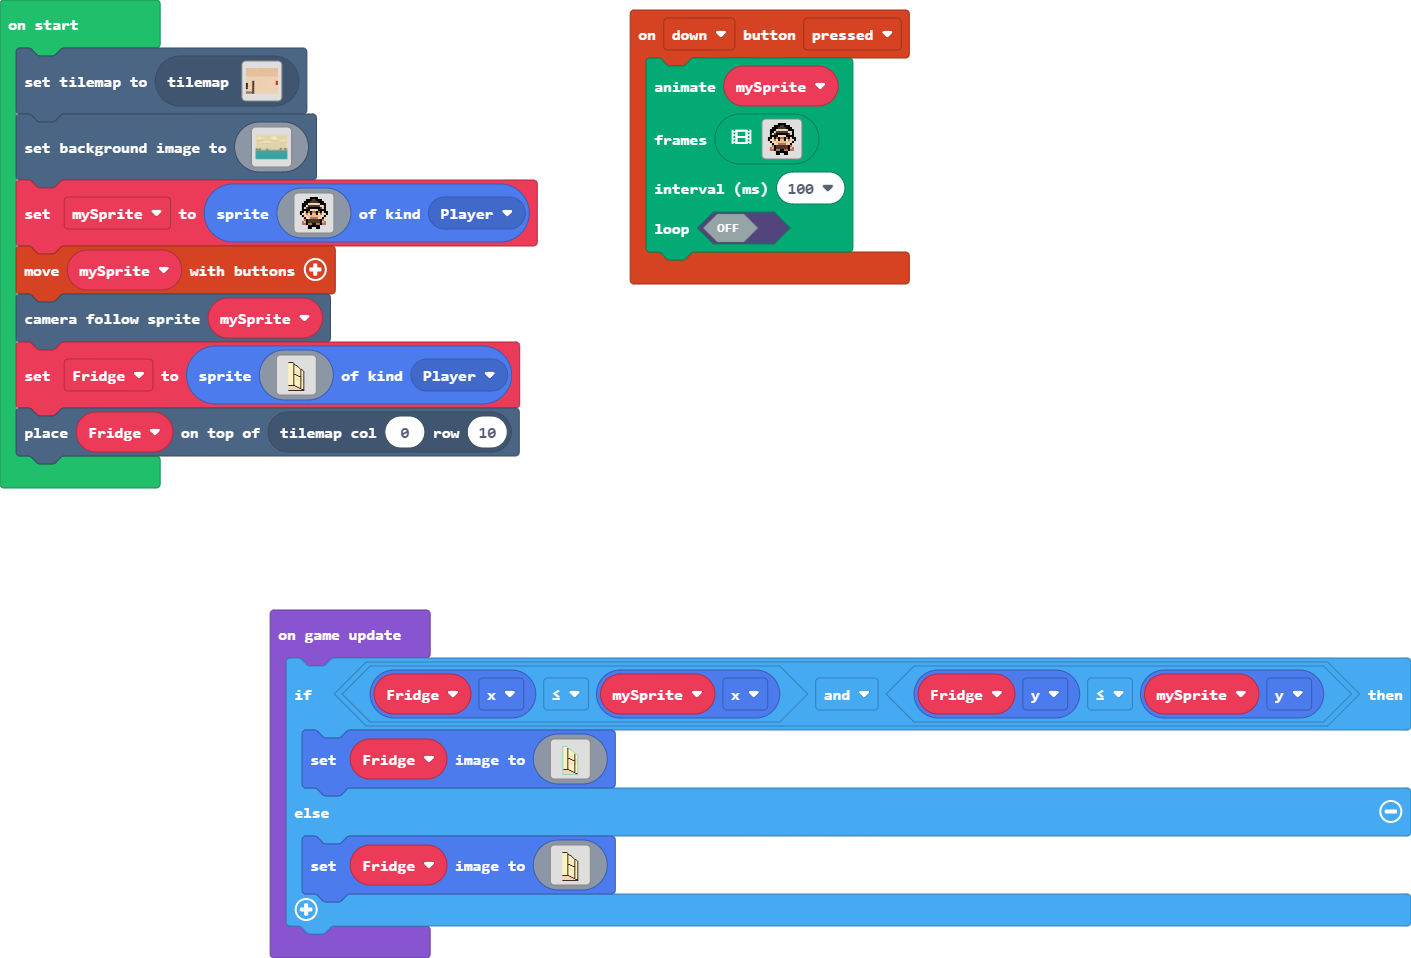 on start
set tilemap to tilemap
set background image to
set mySprite to sprite of kind Player
move mySprite with buttons
camera follow sprite mySprite
set Fridge to sprite of kind Player
place Fridge on top of tilemap col 0 row 10
on down button pressed
animate mySprite
frames
interval (ms) 100
loop OFF
on game update
if Fridge x ≤ mySprite x and Fridge y ≤ mySprite y then
set Fridge image to
else
set Fridge image to